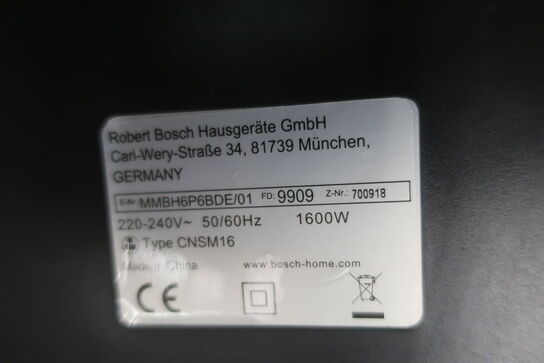 Robert Bosch Hausgeräte GmbH
Carl-Wery-Straße 34, 81739 München,
GERMANY
E-Nr. MMBH6P6BDE/01 FD: 9909 Z-Nr.: 700918
220-240V~ 50/60Hz 1600W
Type CNSM16
Made in China www.bosch-home.com
CE